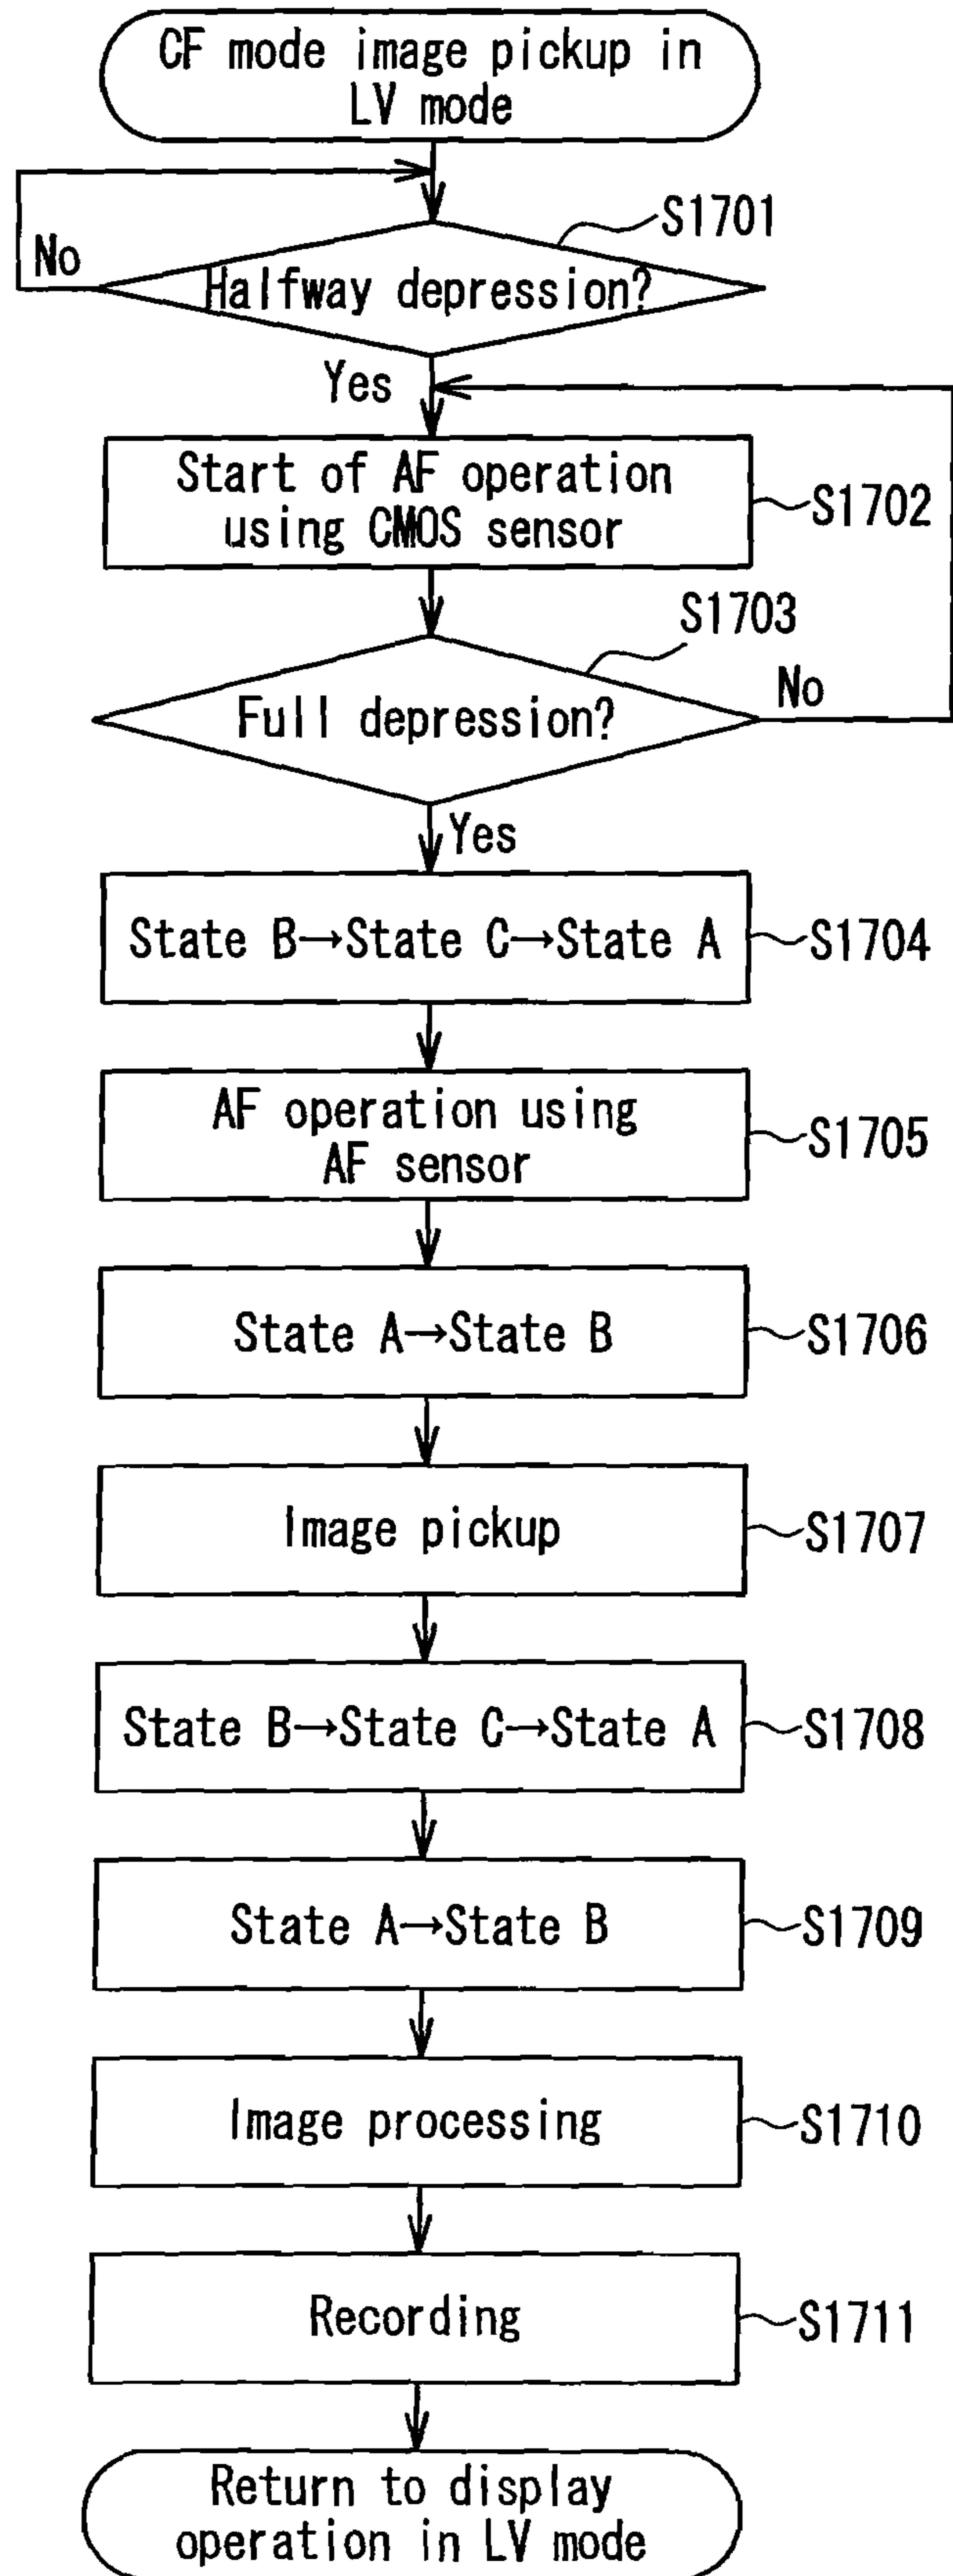 CF mode image pickup in
LV mode
S1701
No
Halfway depression?
Yes
Start of AF operation
using CMOS sensor
S1702
S1703
Full depression?
No
Yes
State B→State C→State A
S1704
AF operation using
AF sensor
S1705
State A→State B
S1706
Image pickup
S1707
State B→State C→State A
S1708
State A→State B
S1709
Image processing
S1710
Recording
S1711
Return to display
operation in LV mode